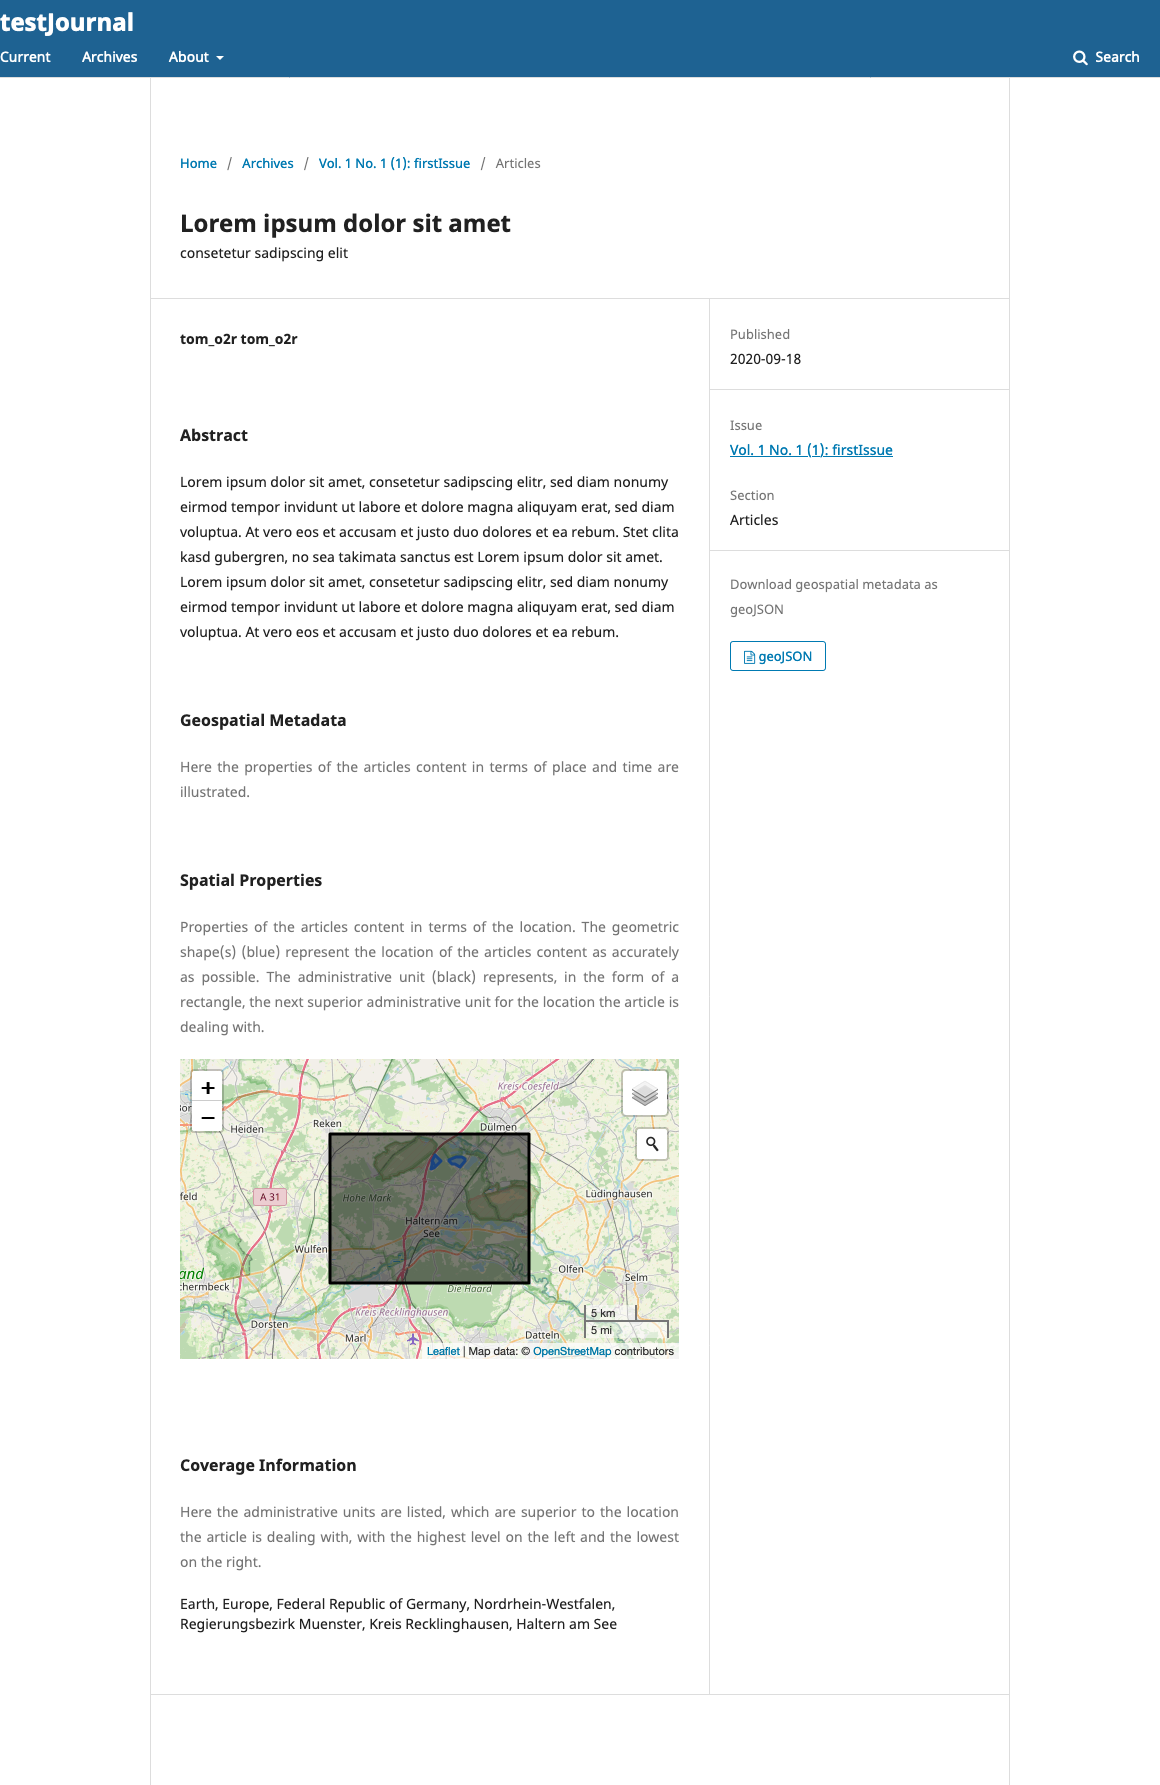 testJournal
Current Archives About Search
Home / Archives / Vol. 1 No. 1 (1): firstIssue / Articles
Lorem ipsum dolor sit amet
consetetur sadipscing elit
tom_o2r tom_o2r
Abstract
Lorem ipsum dolor sit amet, consetetur sadipscing elitr, sed diam nonumy
eirmod tempor invidunt ut labore et dolore magna aliquyam erat, sed diam
voluptua. At vero eos et accusam et justo duo dolores et ea rebum. Stet clita
kasd gubergren, no sea takimata sanctus est Lorem ipsum dolor sit amet.
Lorem ipsum dolor sit amet, consetetur sadipscing elitr, sed diam nonumy
eirmod tempor invidunt ut labore et dolore magna aliquyam erat, sed diam
voluptua. At vero eos et accusam et justo duo dolores et ea rebum.
Geospatial Metadata
Here the properties of the articles content in terms of place and time are
illustrated.
Spatial Properties
Properties of the articles content in terms of the location. The geometric
shape(s) (blue) represent the location of the articles content as accurately
as possible. The administrative unit (black) represents, in the form of a
rectangle, the next superior administrative unit for the location the article is
dealing with.
+
−
Kreis Coesfeld
Reken
Heiden
Dülmen
feld
A 31
Hohe Mark
Lüdinghausen
Haltern am
See
Wulfen
Olfen
and
Selm
chermbeck
Die Haard
Kreis Recklinghausen
5 km
Dorsten
5 mi
Marl
Datteln
Leaflet | Map data: © OpenStreetMap contributors
Coverage Information
Here the administrative units are listed, which are superior to the location
the article is dealing with, with the highest level on the left and the lowest
on the right.
Earth, Europe, Federal Republic of Germany, Nordrhein-Westfalen,
Regierungsbezirk Muenster, Kreis Recklinghausen, Haltern am See
Published
2020-09-18
Issue
Vol. 1 No. 1 (1): firstIssue
Section
Articles
Download geospatial metadata as
geoJSON
geoJSON